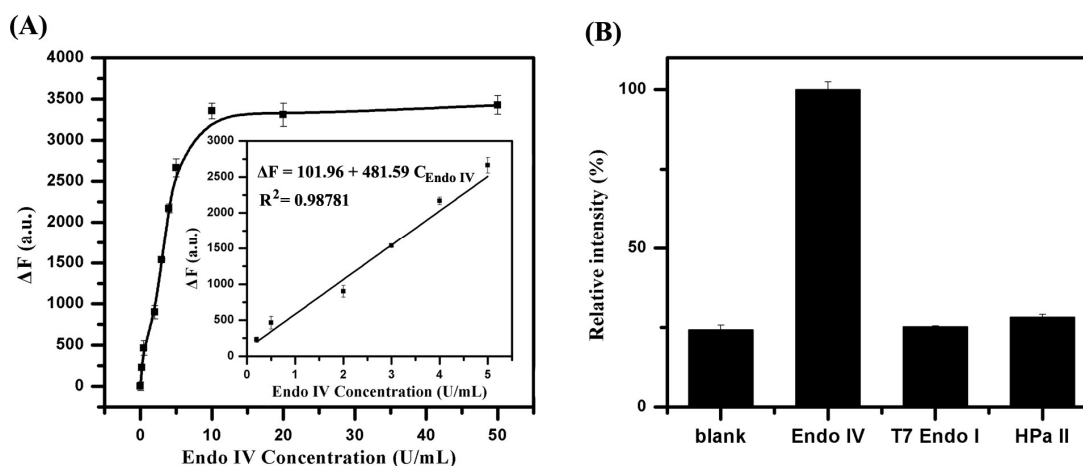 (A)
4000
3500
3000
2500
2000
1500
1000
500
0
ΔF (a.u.)
0 10 20 30 40 50
Endo IV Concentration (U/mL)
3000
2500
2000
1500
1000
500
0
ΔF (a.u.)
ΔF = 101.96 + 481.59 C Endo IV
R2= 0.98781
0 1 2 3 4 5
Endo IV Concentration (U/mL)
(B)
100
50
0
Relative intensity (%)
blank Endo IV T7 Endo I HPa II